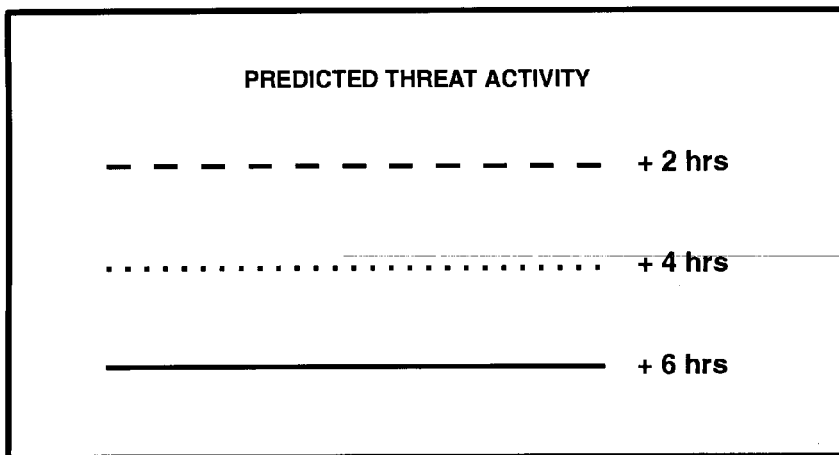 PREDICTED THREAT ACTIVITY
+ 2 hrs
+ 4 hrs
+ 6 hrs